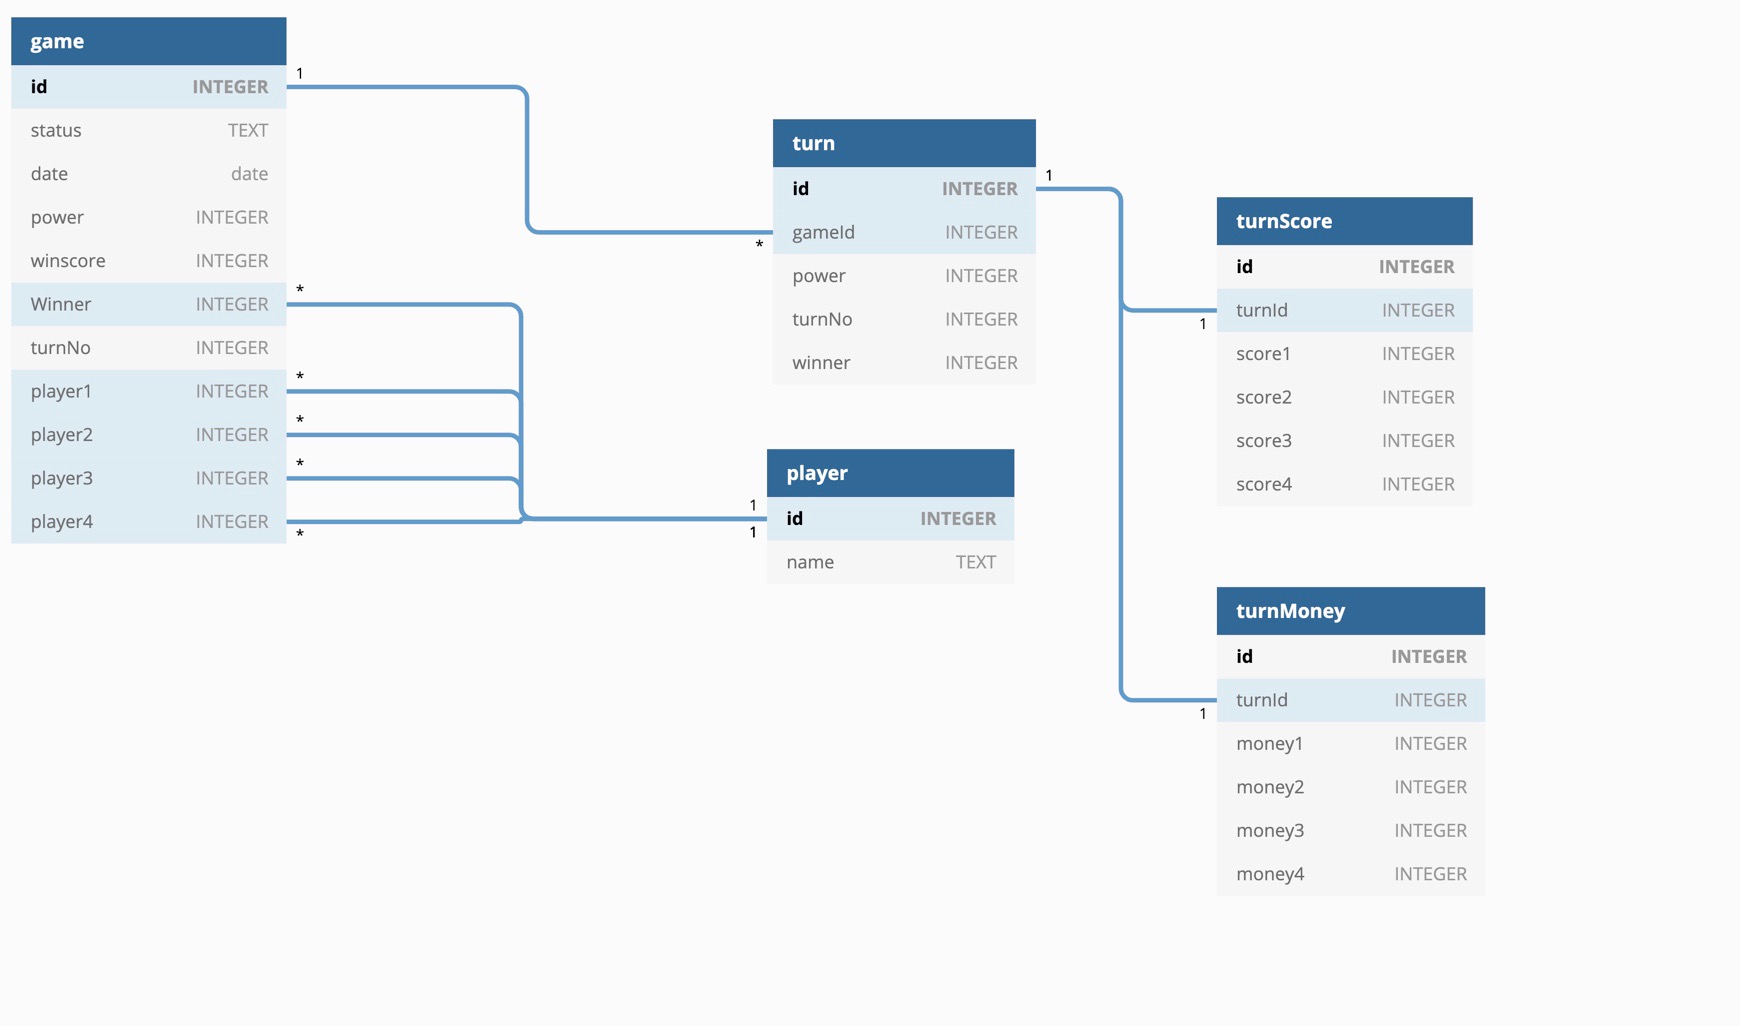 game
id INTEGER
status TEXT
date date
power INTEGER
winscore INTEGER
Winner INTEGER
turnNo INTEGER
player1 INTEGER
player2 INTEGER
player3 INTEGER
player4 INTEGER
1
*
*
*
*
*
turn
id INTEGER
gameId INTEGER
power INTEGER
turnNo INTEGER
winner INTEGER
*
1
player
id INTEGER
name TEXT
1
1
turnScore
id INTEGER
turnId INTEGER
score1 INTEGER
score2 INTEGER
score3 INTEGER
score4 INTEGER
1
turnMoney
id INTEGER
turnId INTEGER
money1 INTEGER
money2 INTEGER
money3 INTEGER
money4 INTEGER
1